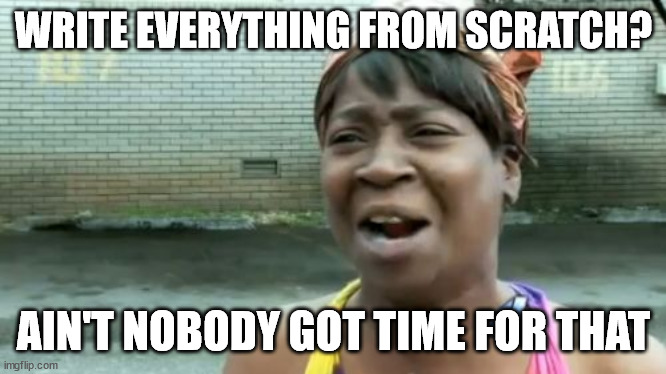 WRITE EVERYTHING FROM SCRATCH?
AIN'T NOBODY GOT TIME FOR THAT
imgflip.com